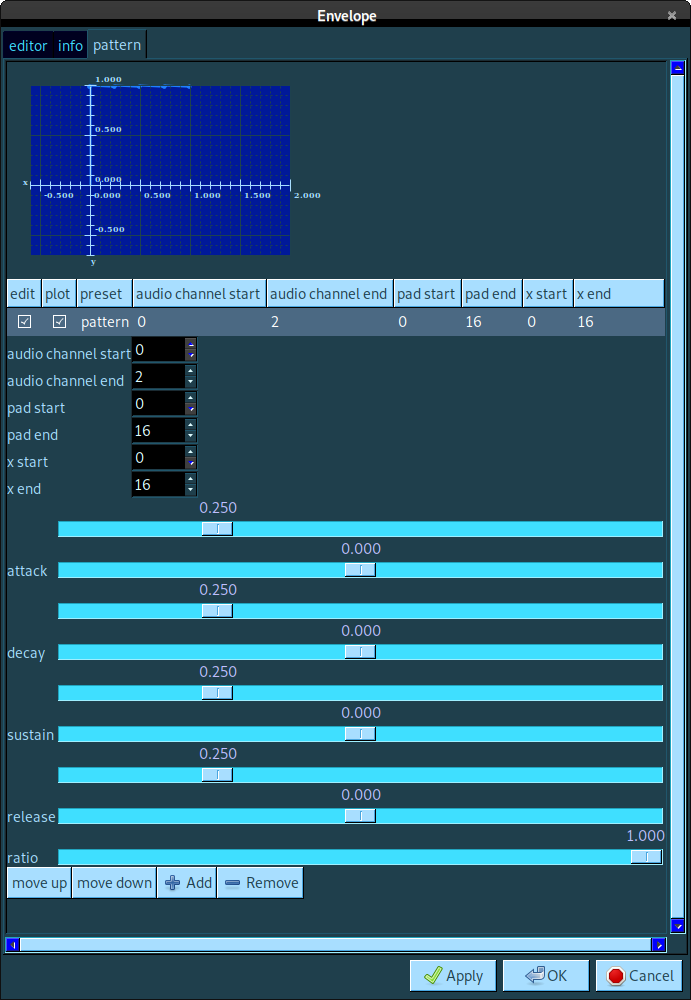 Envelope
editor info pattern
1.000
0.500
x 0.000
-0.500 -0.000 0.500 1.000 1.500 2.000
-0.500
y
edit plot preset audio channel start audio channel end pad start pad end x start x end
pattern 0 2 0 16 0 16
audio channel start 0
audio channel end 2
pad start 0
pad end 16
x start 0
x end 16
0.250
0.000
attack
0.250
0.000
decay
0.250
0.000
sustain
0.250
0.000
release
1.000
ratio
move up move down Add Remove
Apply OK Cancel